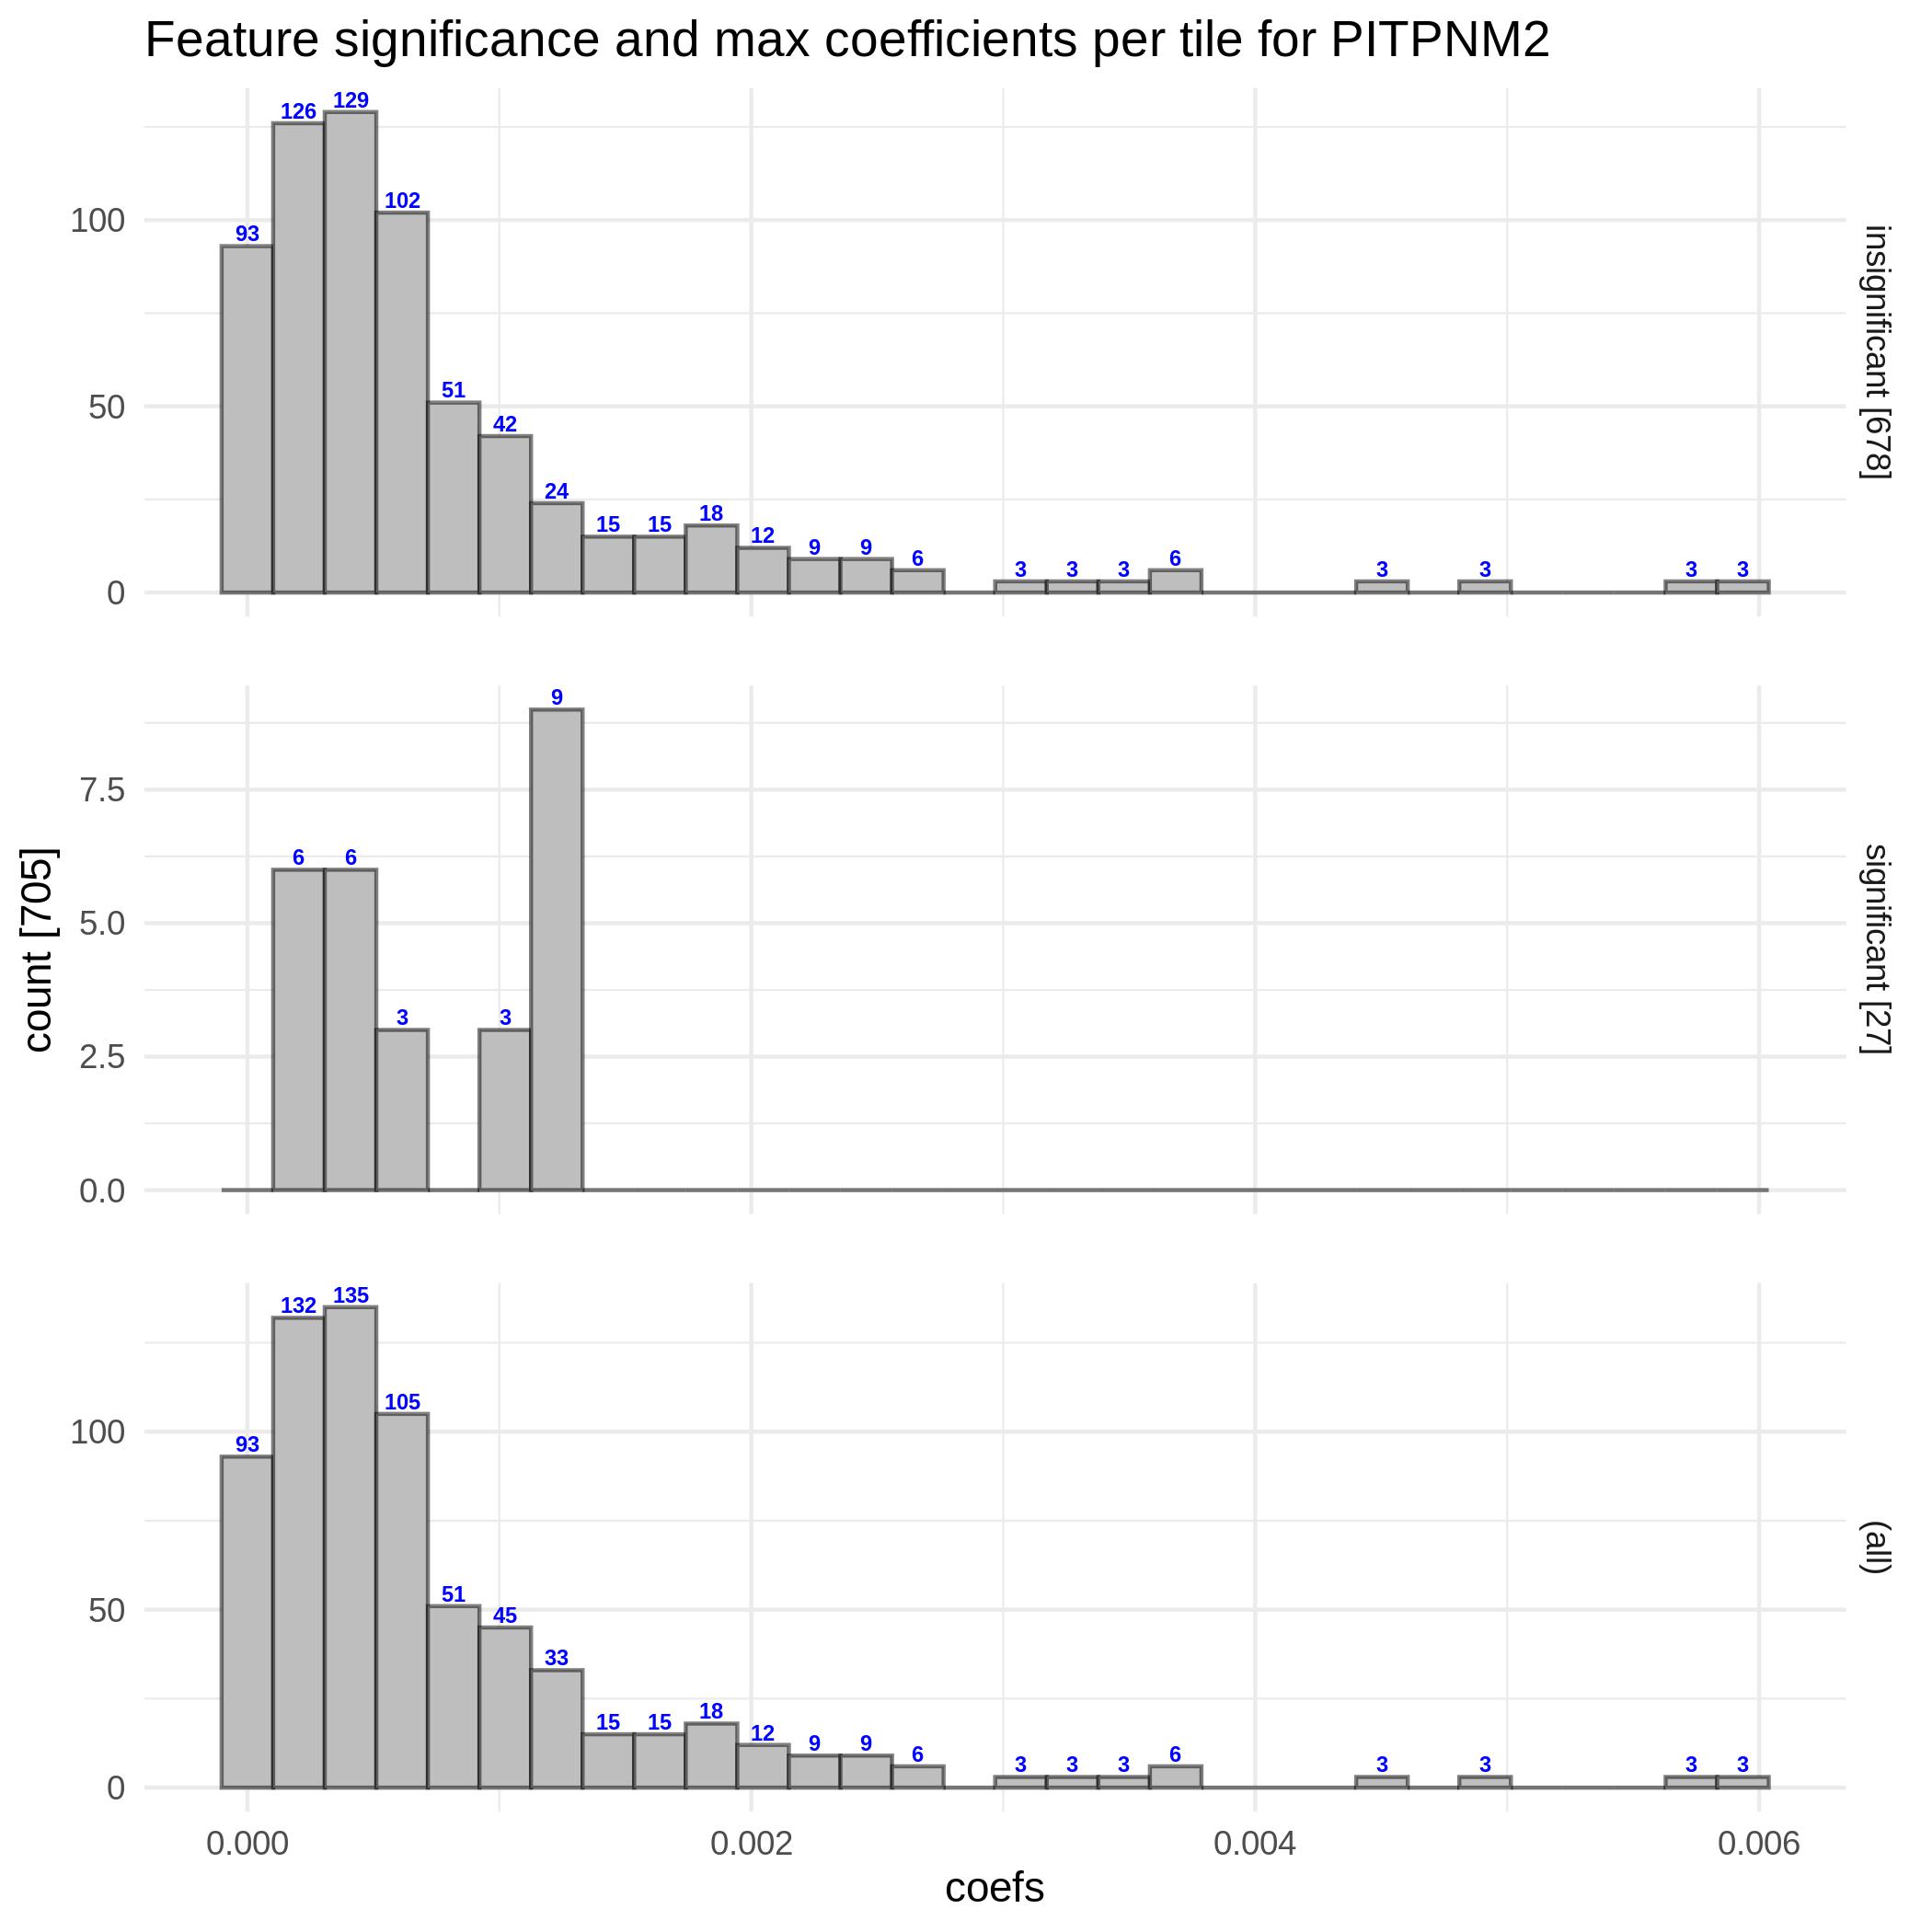 Feature significance and max coefficients per tile for PITPNM2
93 126 129 102 51 42 24 15 15 18 12 9 9 6 3 3 3 6 3 3 3 3
100
50
0
insignificant [678]
6 6 3 3 9
7.5
5.0
2.5
0.0
significant [27]
count [705]
93 132 135 105 51 45 33 15 15 18 12 9 9 6 3 3 3 6 3 3 3 3
100
50
0
(all)
0.000 0.002 0.004 0.006
coefs